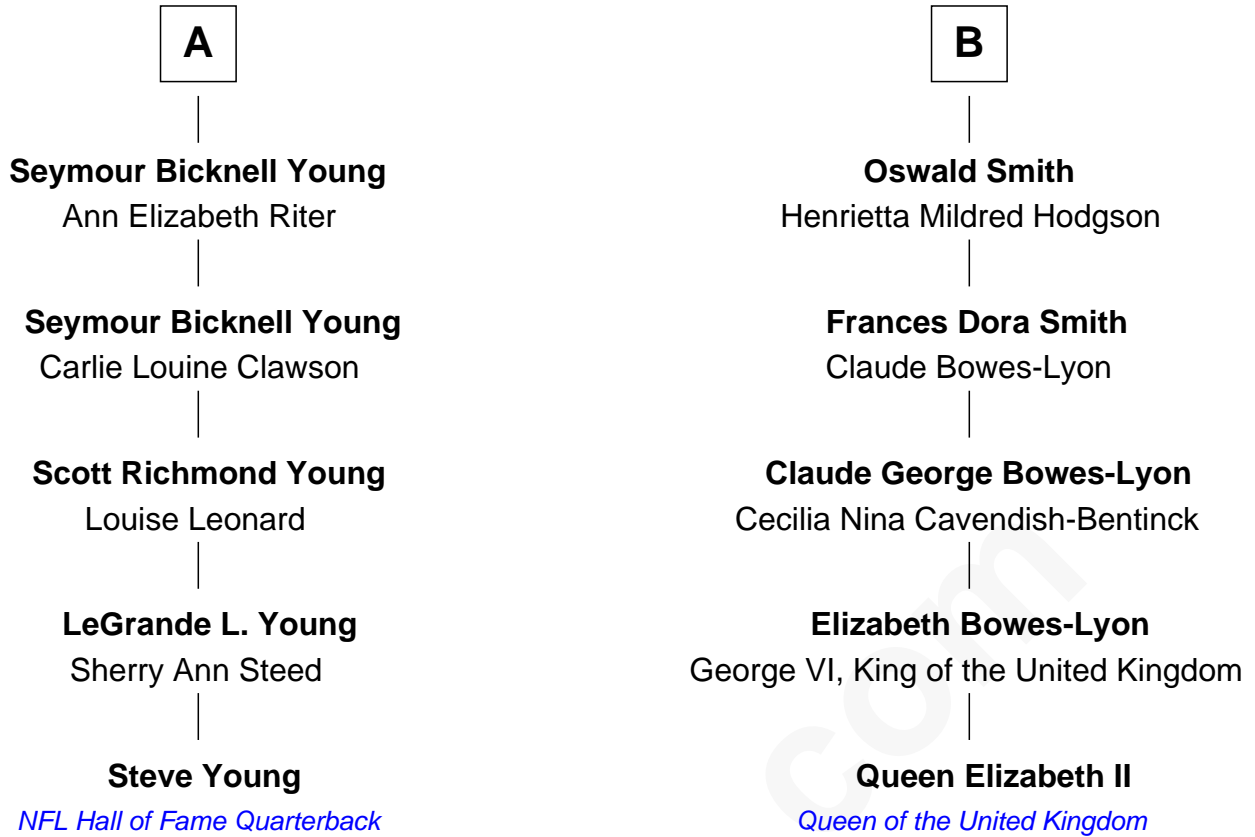 A
Seymour Bicknell Young
Ann Elizabeth Riter
Seymour Bicknell Young
Carlie Louine Clawson
Scott Richmond Young
Louise Leonard
LeGrande L. Young
Sherry Ann Steed
Steve Young
NFL Hall of Fame Quarterback
B
Oswald Smith
Henrietta Mildred Hodgson
Frances Dora Smith
Claude Bowes-Lyon
Claude George Bowes-Lyon
Cecilia Nina Cavendish-Bentinck
Elizabeth Bowes-Lyon
George VI, King of the United Kingdom
Queen Elizabeth II
Queen of the United Kingdom
com